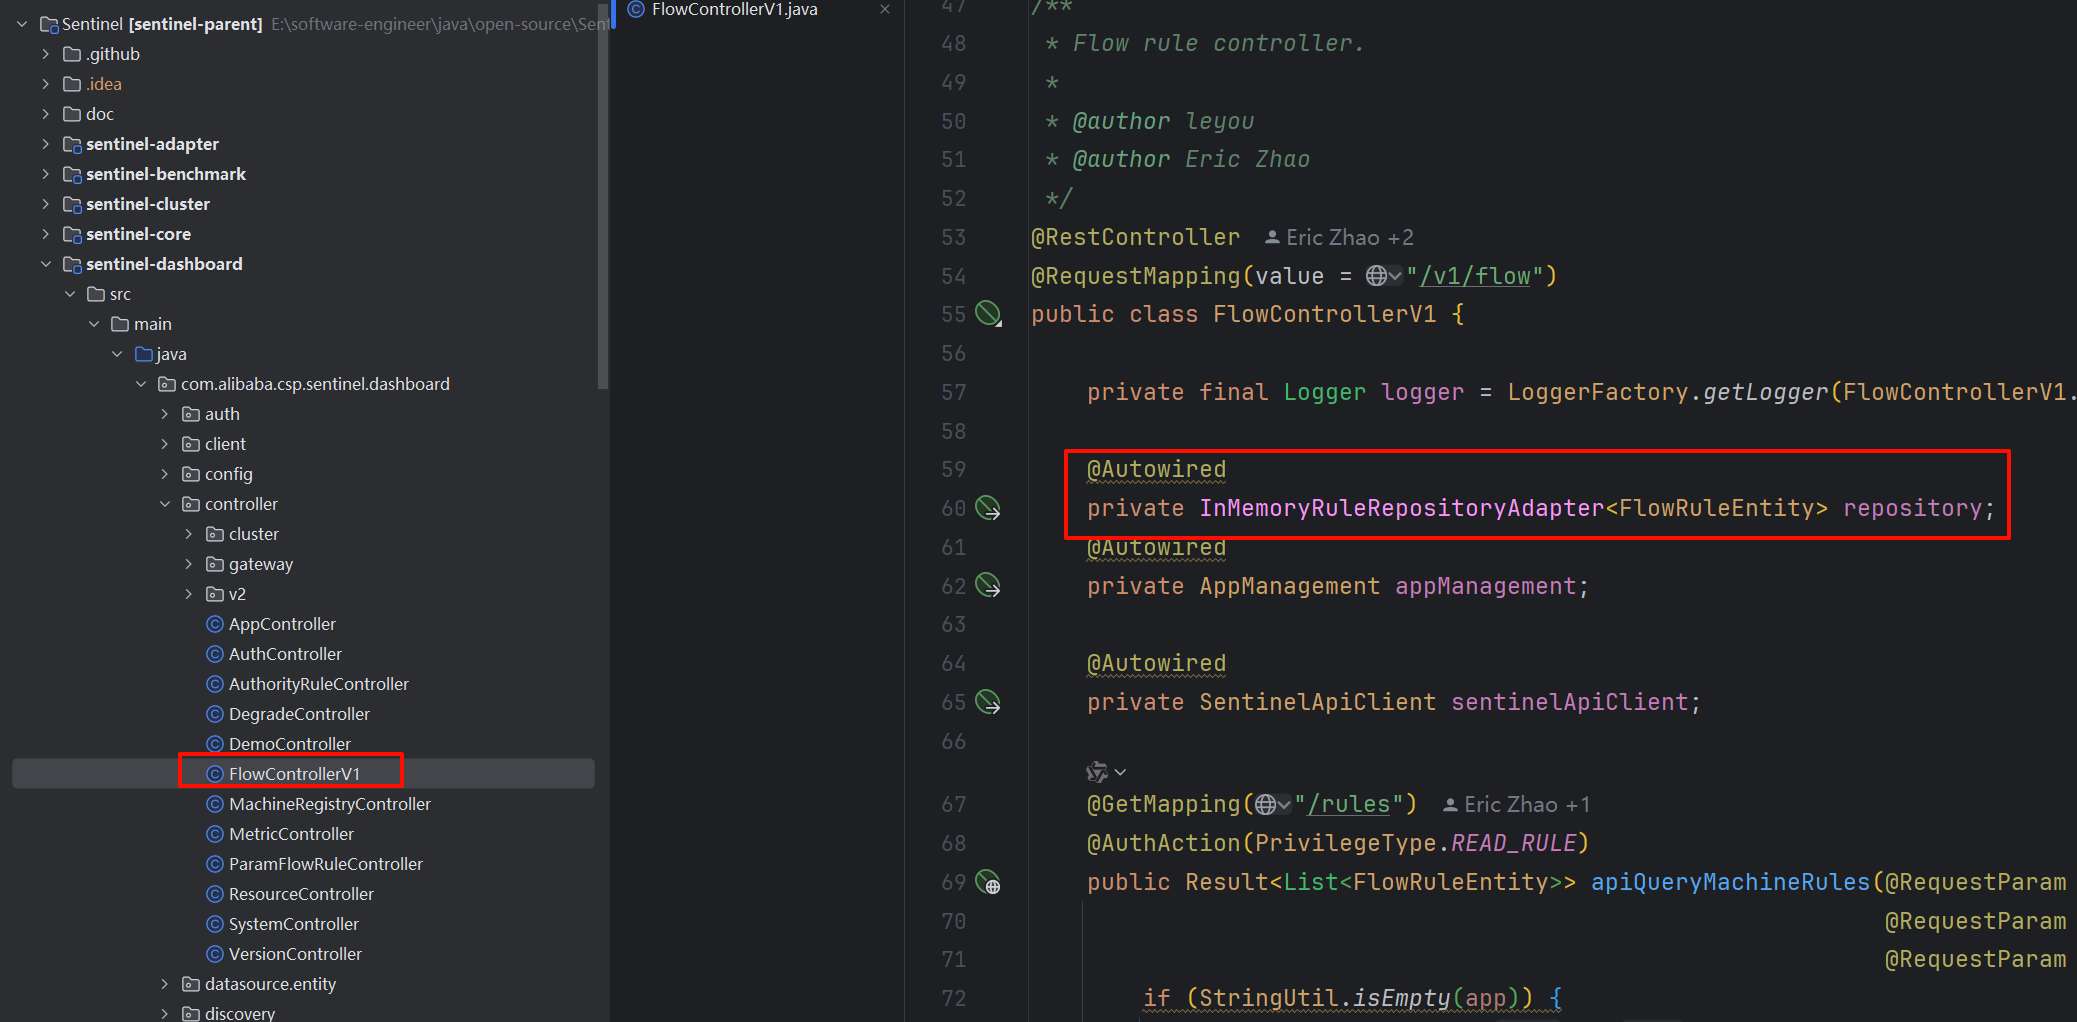 Sentinel [sentinel-parent] E:\software-engineer\java\open-source\Sent
.github
.idea
doc
sentinel-adapter
sentinel-benchmark
sentinel-cluster
sentinel-core
sentinel-dashboard
src
main
java
com.alibaba.csp.sentinel.dashboard
auth
client
config
controller
cluster
gateway
v2
AppController
AuthController
AuthorityRuleController
DegradeController
DemoController
FlowControllerV1
MachineRegistryController
MetricController
ParamFlowRuleController
ResourceController
SystemController
VersionController
datasource.entity
discovery
FlowControllerV1.java
47 /**
48 * Flow rule controller.
49 *
50 * @author leyou
51 * @author Eric Zhao
52 */
53 @RestController Eric Zhao +2
54 @RequestMapping(value = "/v1/flow")
55 public class FlowControllerV1 {
56
57 private final Logger logger = LoggerFactory.getLogger(FlowControllerV1.
58
59 @Autowired
60 private InMemoryRuleRepositoryAdapter<FlowRuleEntity> repository;
61 @Autowired
62 private AppManagement appManagement;
63
64 @Autowired
65 private SentinelApiClient sentinelApiClient;
66
67 @GetMapping("/rules") Eric Zhao +1
68 @AuthAction(PrivilegeType.READ_RULE)
69 public Result<List<FlowRuleEntity>> apiQueryMachineRules(@RequestParam
70 @RequestParam
71 @RequestParam
72 if (StringUtil.isEmpty(app)) {